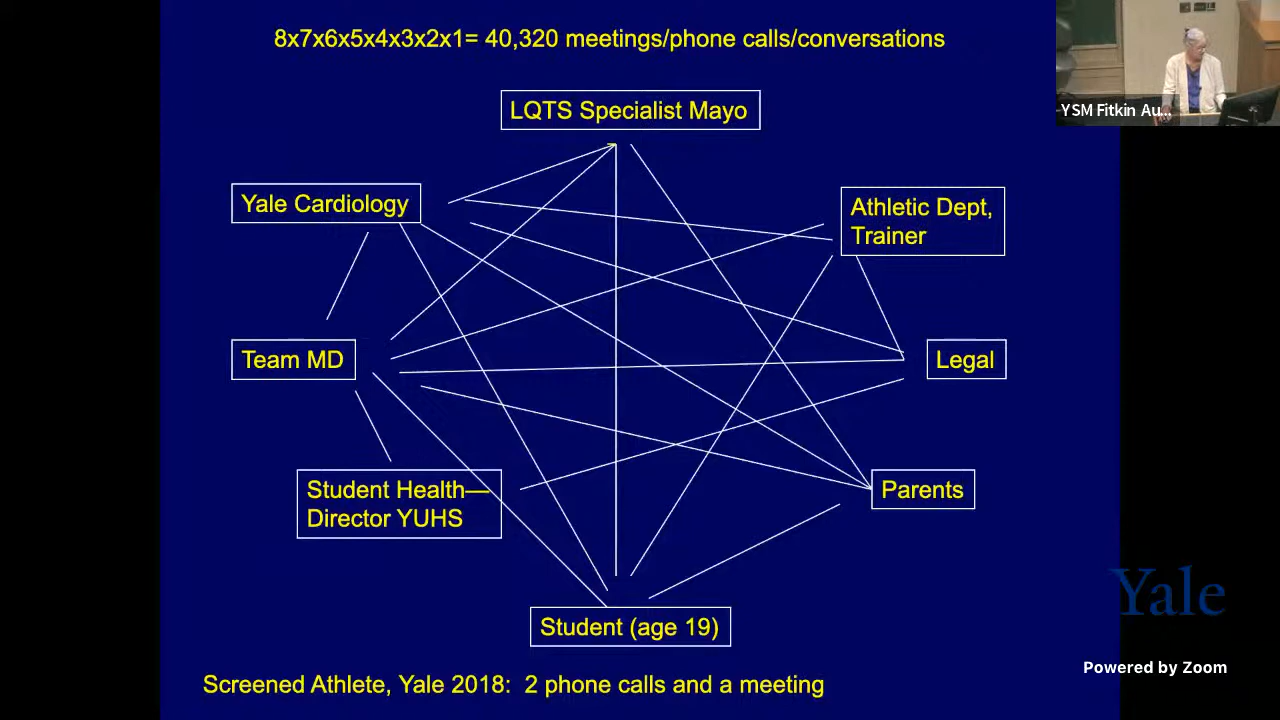 8x7x6x5x4x3x2x1= 40,320 meetings/phone calls/conversations
YSM Fitkin Au...
LQTS Specialist Mayo
Yale Cardiology
Athletic Dept,
Trainer
Team MD
Legal
Student Health—
Director YUHS
Parents
Student (age 19)
Yale
Powered by Zoom
Screened Athlete, Yale 2018: 2 phone calls and a meeting